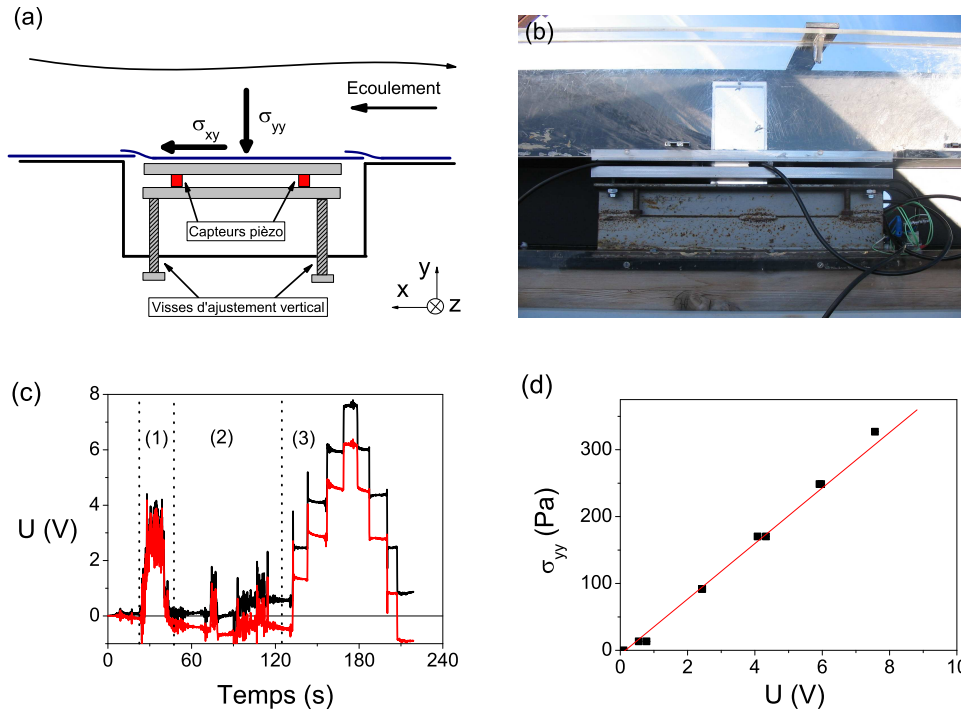 (a)
Ecoulement
σxy
σyy
Capteurs pièzo
Visses d'ajustement vertical
y
x
z
(b)
(c)
8
6
4
2
0
U (V)
(1)
(2)
(3)
0
60
120
180
240
Temps (s)
(d)
300
200
100
0
σyy (Pa)
0
2
4
6
8
10
U (V)